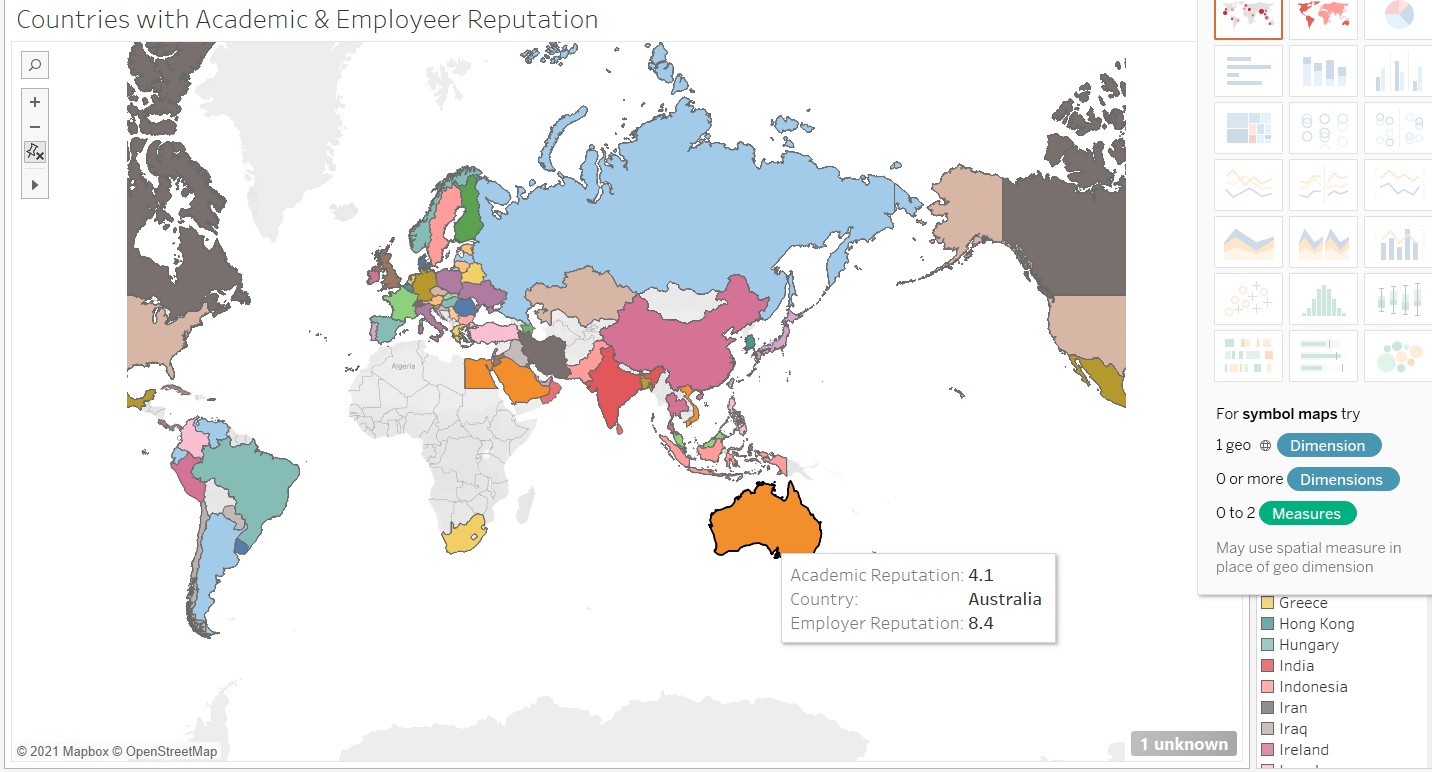 Countries with Academic & Employeer Reputation
Algeria
Academic Reputation: 4.1
Country: Australia
Employer Reputation: 8.4
© 2021 Mapbox © OpenStreetMap
1 unknown
For symbol maps try
1 geo Dimension
0 or more Dimensions
0 to 2 Measures
May use spatial measure in
place of geo dimension
Greece
Hong Kong
Hungary
India
Indonesia
Iran
Iraq
Ireland